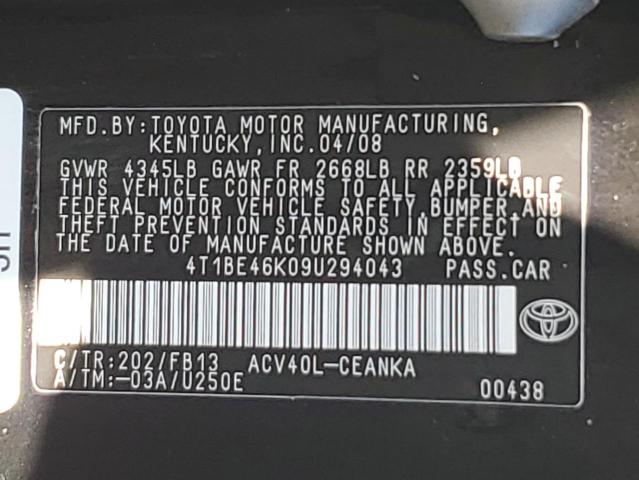 MFD.BY:TOYOTA MOTOR MANUFACTURING,
KENTUCKY,INC.04/08
GVWR 4345LB GAWR FR 2668LB RR 2359LB
THIS VEHICLE CONFORMS TO ALL APPLICABLE
FEDERAL MOTOR VEHICLE SAFETY,BUMPER,AND
THEFT PREVENTION STANDARDS IN EFFECT ON
THE DATE OF MANUFACTURE SHOWN ABOVE.
4T1BE46K09U294043 PASS.CAR
C/TR:202/FB13 ACV40L-CEANKA
A/TM:-03A/U250E
00438